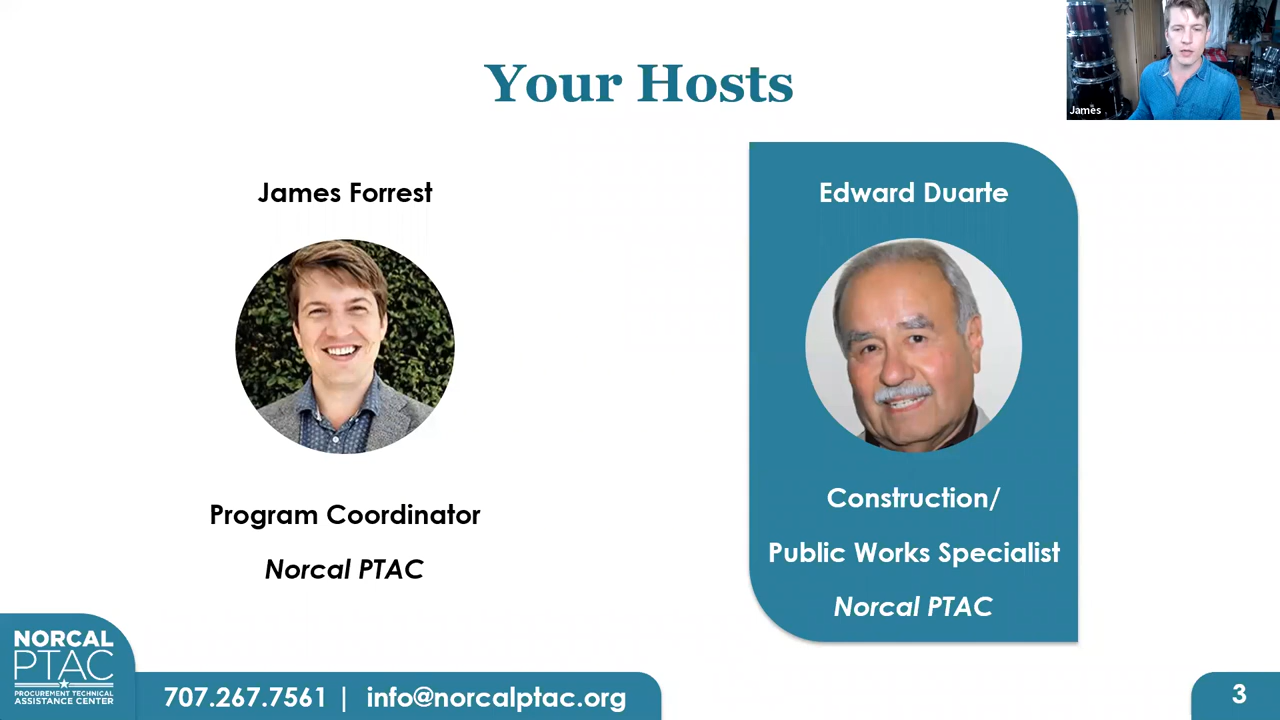 Your Hosts
James
James Forrest
Program Coordinator
Norcal PTAC
Edward Duarte
Construction/
Public Works Specialist
Norcal PTAC
NORCAL
PTAC
PROCUREMENT TECHNICAL
ASSISTANCE CENTER
707.267.7561 | info@norcalptac.org
3